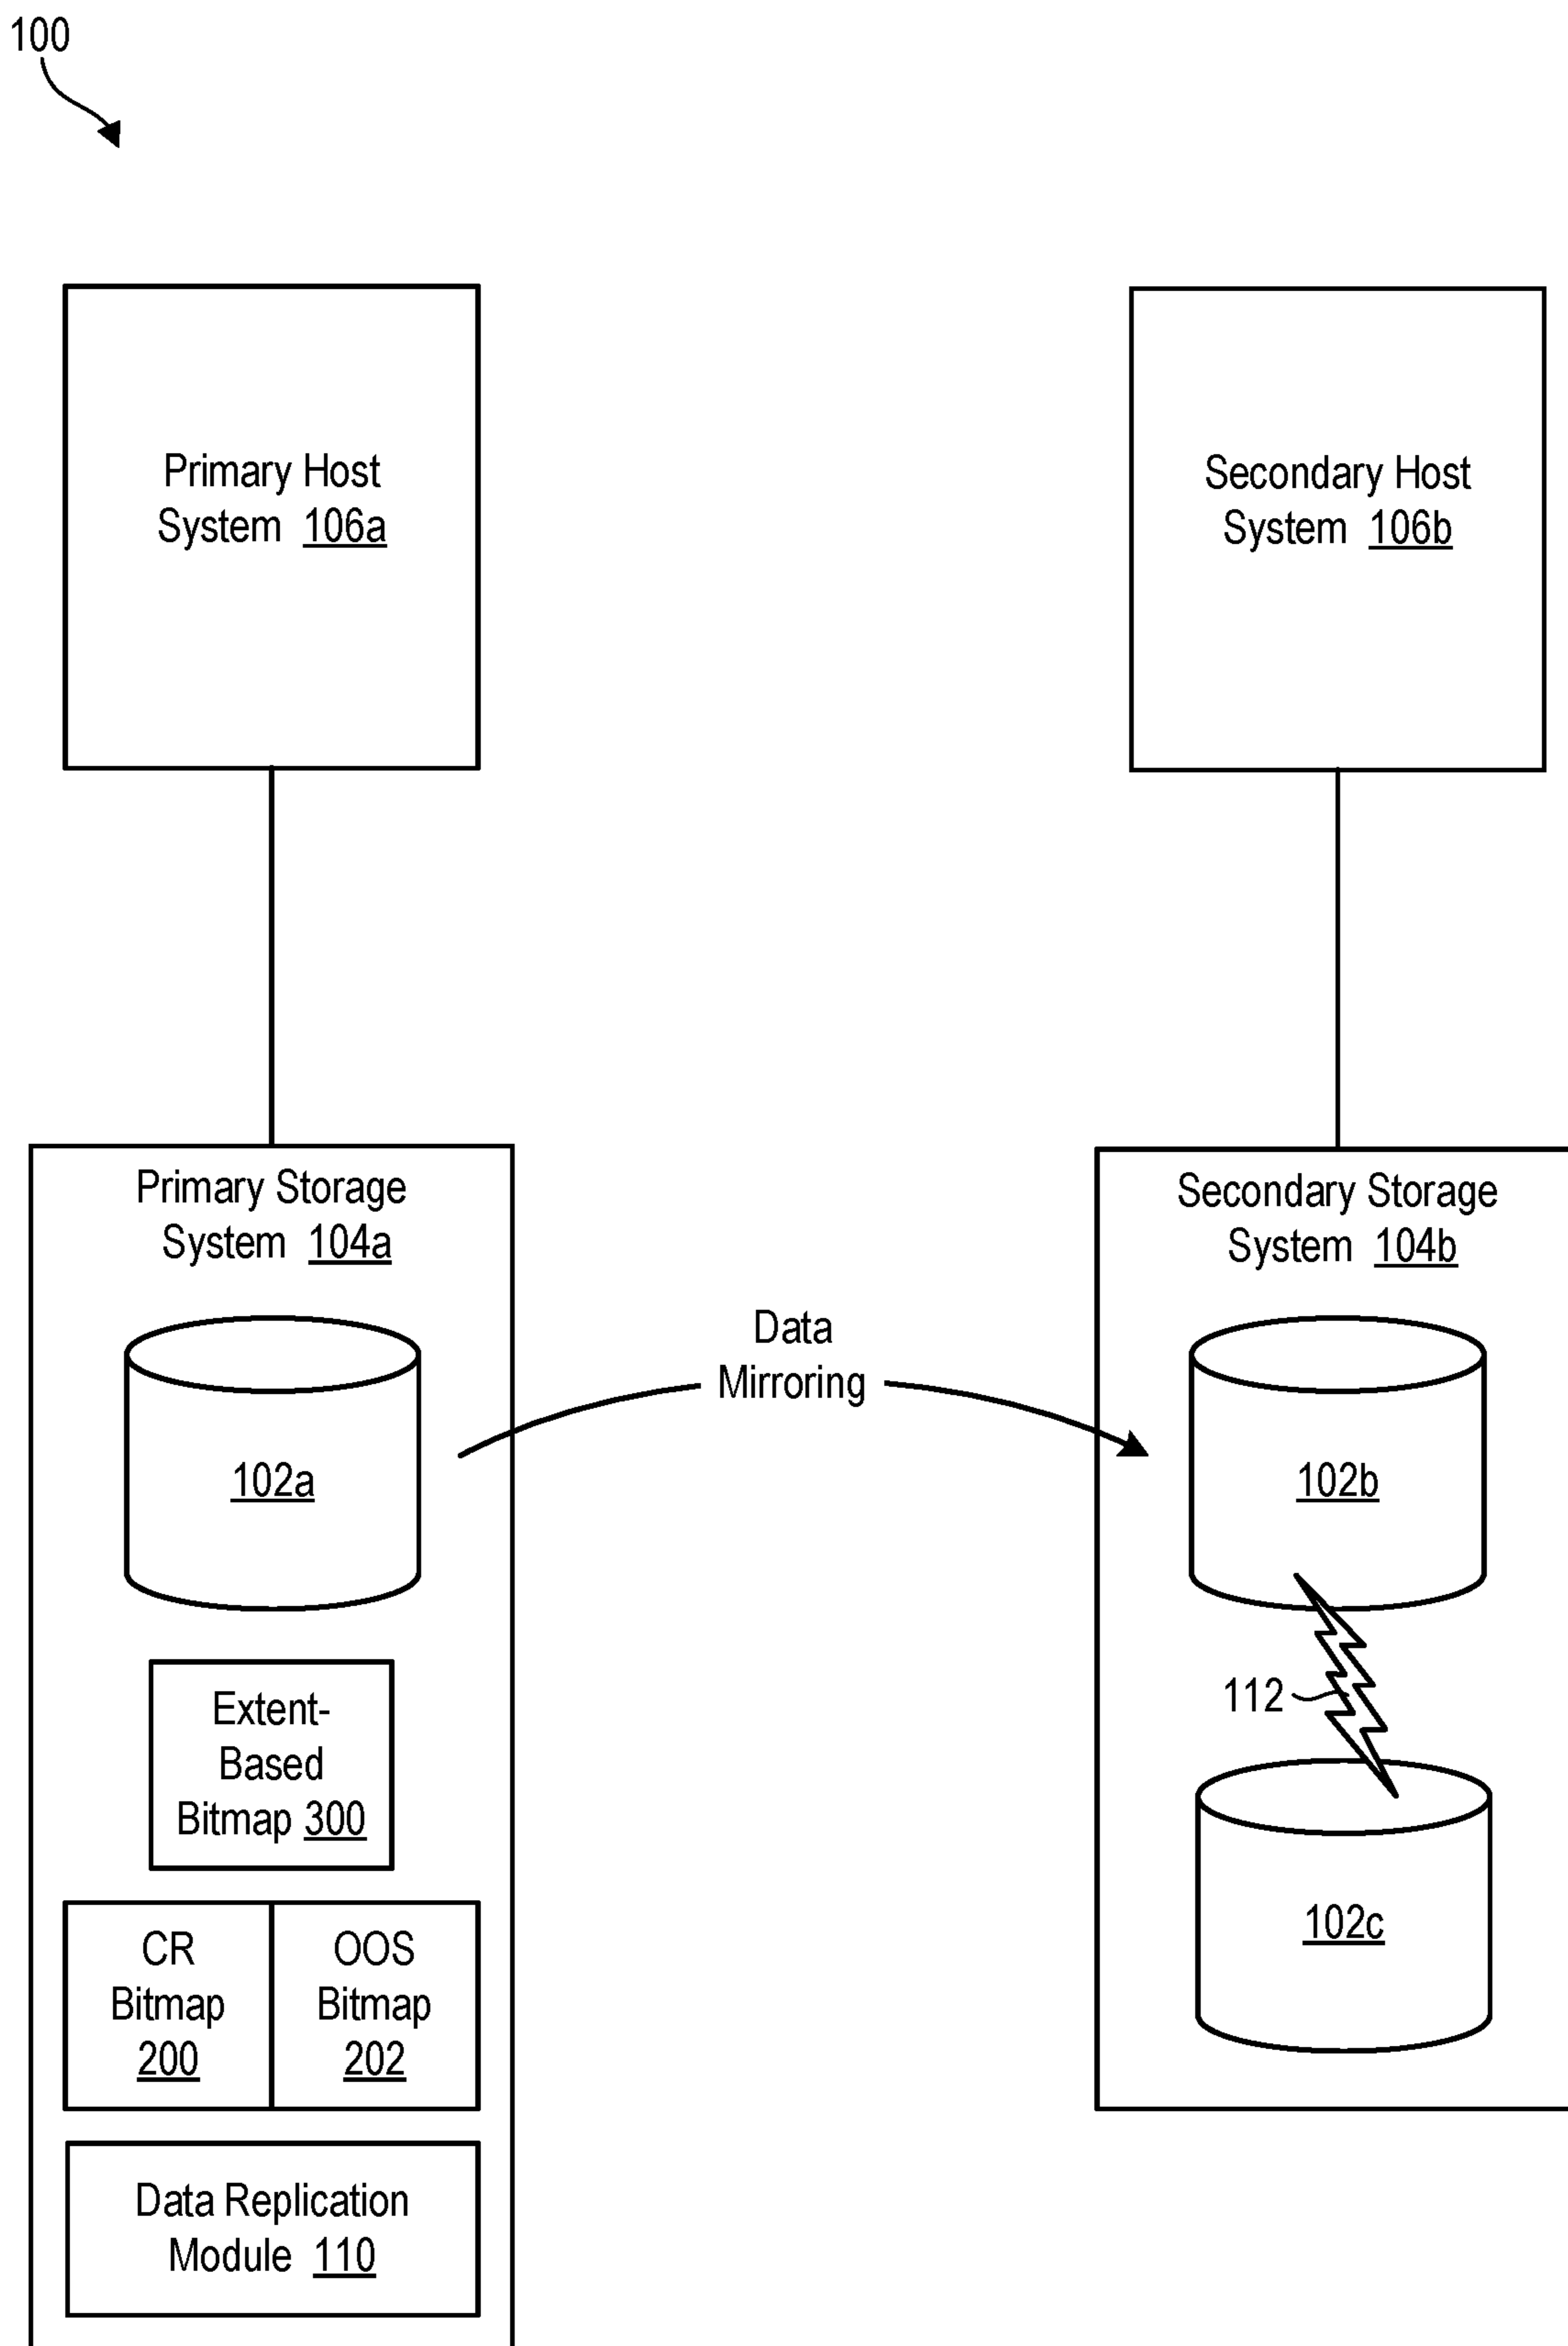 100
Primary Host
System 106a
Secondary Host
System 106b
Primary Storage
System 104a
Secondary Storage
System 104b
Data
Mirroring
102a
102b
Extent-
Based
Bitmap 300
112
CR
Bitmap
200
OOS
Bitmap
202
102c
Data Replication
Module 110